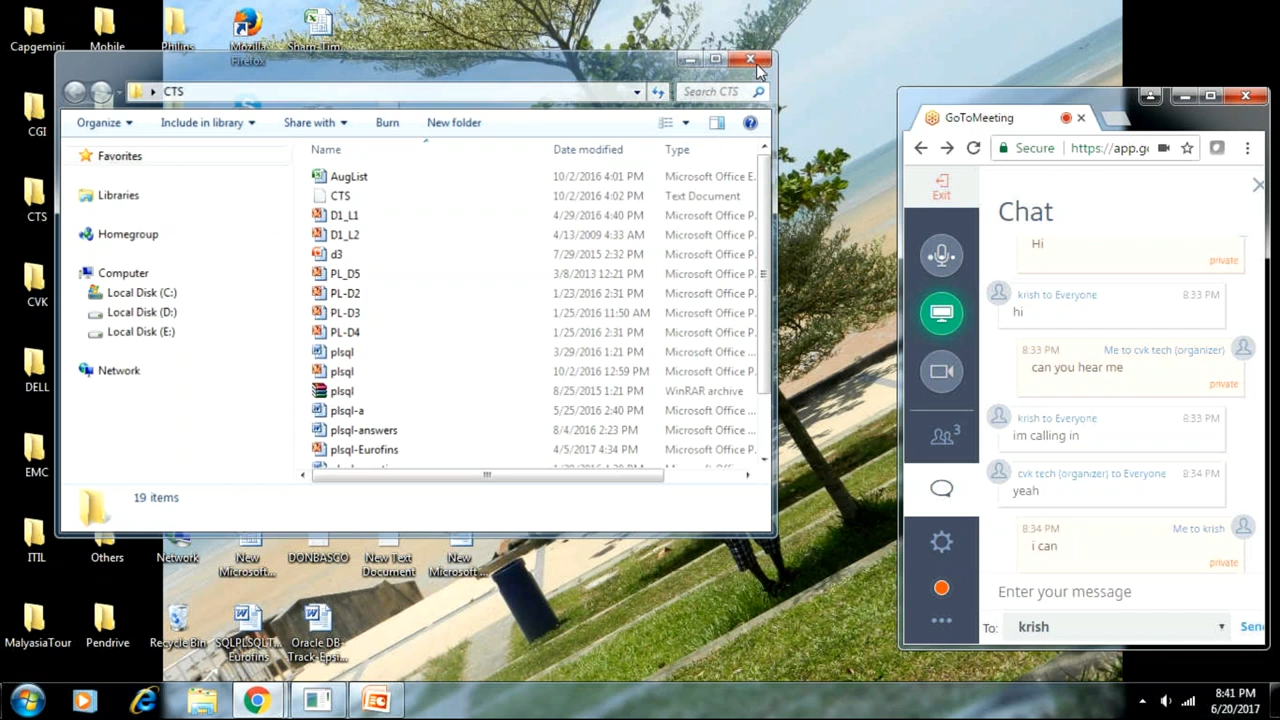 Capgemini
Mobile
Philips
Mozilla
Firefox
Sharp-Tim...
CGI
CTS
CVK
DELL
EMC
ITIL
Others
Network
New
Microsoft...
DONBASCO
New Text
Document
New
Microsoft...
MalyasiaTour
Pendrive
Recycle Bin
SQLPLSQLT...
Eurofins
Oracle DB-
Track-Epsi...
CTS
Search CTS
Organize
Include in library
Share with
Burn
New folder
Favorites
Libraries
Homegroup
Computer
Local Disk (C:)
Local Disk (D:)
Local Disk (E:)
Network
Name Date modified Type
AugList 10/2/2016 4:01 PM Microsoft Office E.
CTS 10/2/2016 4:02 PM Text Document
D1_L1 4/29/2016 4:40 PM Microsoft Office P.
D1_L2 4/13/2009 4:33 AM Microsoft Office P.
d3 7/29/2015 2:32 PM Microsoft Office P.
PL_D5 3/8/2013 12:21 PM Microsoft Office P.
PL-D2 1/23/2016 2:31 PM Microsoft Office P.
PL-D3 1/25/2016 11:50 AM Microsoft Office P.
PL-D4 1/25/2016 2:31 PM Microsoft Office P.
plsql 3/29/2016 1:21 PM Microsoft Office ...
plsql 10/2/2016 12:59 PM Microsoft Office P.
plsql 8/25/2015 1:21 PM WinRAR archive
plsql-a 5/25/2016 2:40 PM Microsoft Office ...
plsql-answers 8/4/2016 2:23 PM Microsoft Office ...
plsql-Eurofins 4/5/2017 4:34 PM Microsoft Office P.
19 items
GoToMeeting
Secure https://app.go
Exit
Chat
Hi
private
krish to Everyone 8:33 PM
hi
8:33 PM Me to cvk tech (organizer)
can you hear me
private
krish to Everyone 8:33 PM
im calling in
cvk tech (organizer) to Everyone 8:34 PM
yeah
8:34 PM Me to krish
i can
private
3
Enter your message
To: krish Send
8:41 PM
6/20/2017